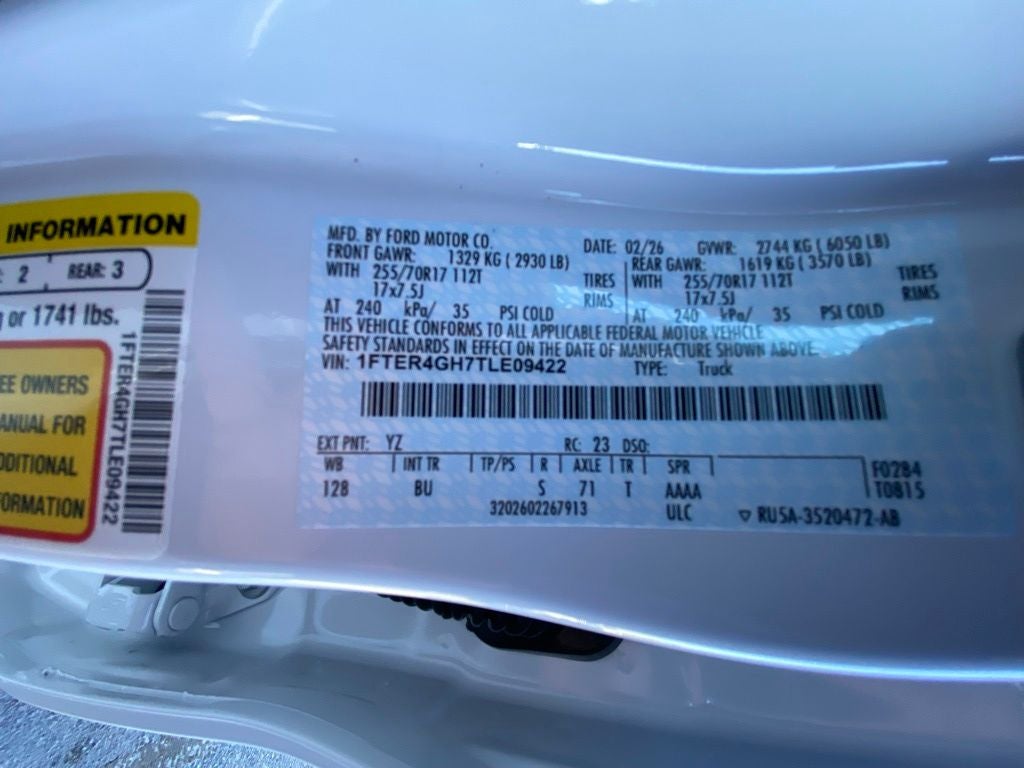 INFORMATION
2 REAR: 3
or 1741 lbs.
EE OWNERS
ANUAL FOR
DDITIONAL
FORMATION
1FTER4GH7TLE09422
MFD. BY FORD MOTOR CO. DATE: 02/26 GVWR: 2744 KG ( 6050 LB)
FRONT GAWR: 1329 KG ( 2930 LB) REAR GAWR: 1619 KG ( 3570 LB)
WITH 255/70R17 112T TIRES WITH 255/70R17 112T TIRES
17x7.5J RIMS 17x7.5J RIMS
AT 240 kPa/ 35 PSI COLD AT 240 kPa/ 35 PSI COLD
THIS VEHICLE CONFORMS TO ALL APPLICABLE FEDERAL MOTOR VEHICLE
SAFETY STANDARDS IN EFFECT ON THE DATE OF MANUFACTURE SHOWN ABOVE.
VIN: 1FTER4GH7TLE09422 TYPE: Truck
EXT PNT: YZ RC: 23 DSO:
WB INT TR TP/PS R AXLE TR SPR F0284
128 BU S 71 T AAAA T0815
3202602267913 ULC RU5A-3520472-AB